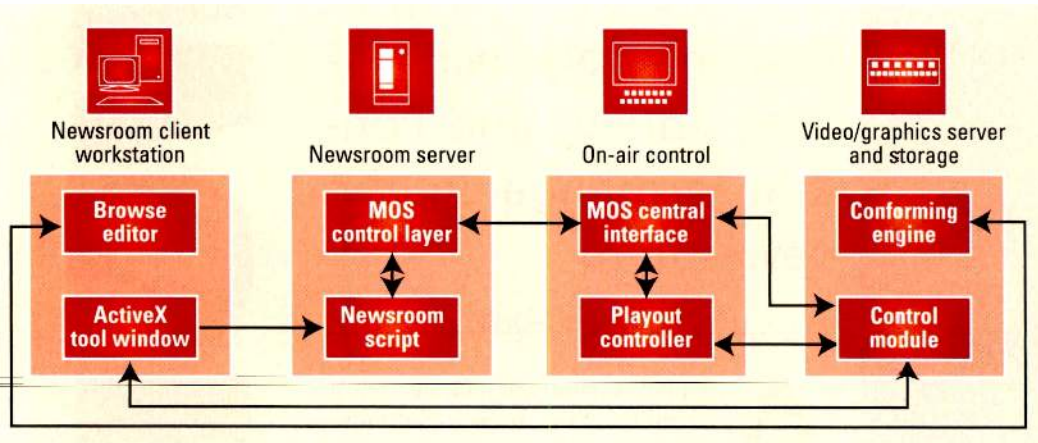 Newsroom client
workstation
Newsroom server
On-air control
Video/graphics server
and storage
Browse
editor
MOS
control layer
MOS central
interface
Conforming
engine
ActiveX
tool window
Newsroom
script
Playout
controller
Control
module